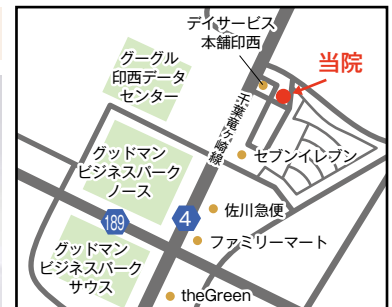 デイサービス
本舗印西
当院
グーグル
印西データ
センター
千葉竜ヶ崎線
グッドマン
ビジネスパーク
ノース
セブンイレブン
189
4
佐川急便
ファミリーマート
グッドマン
ビジネスパーク
サウス
theGreen